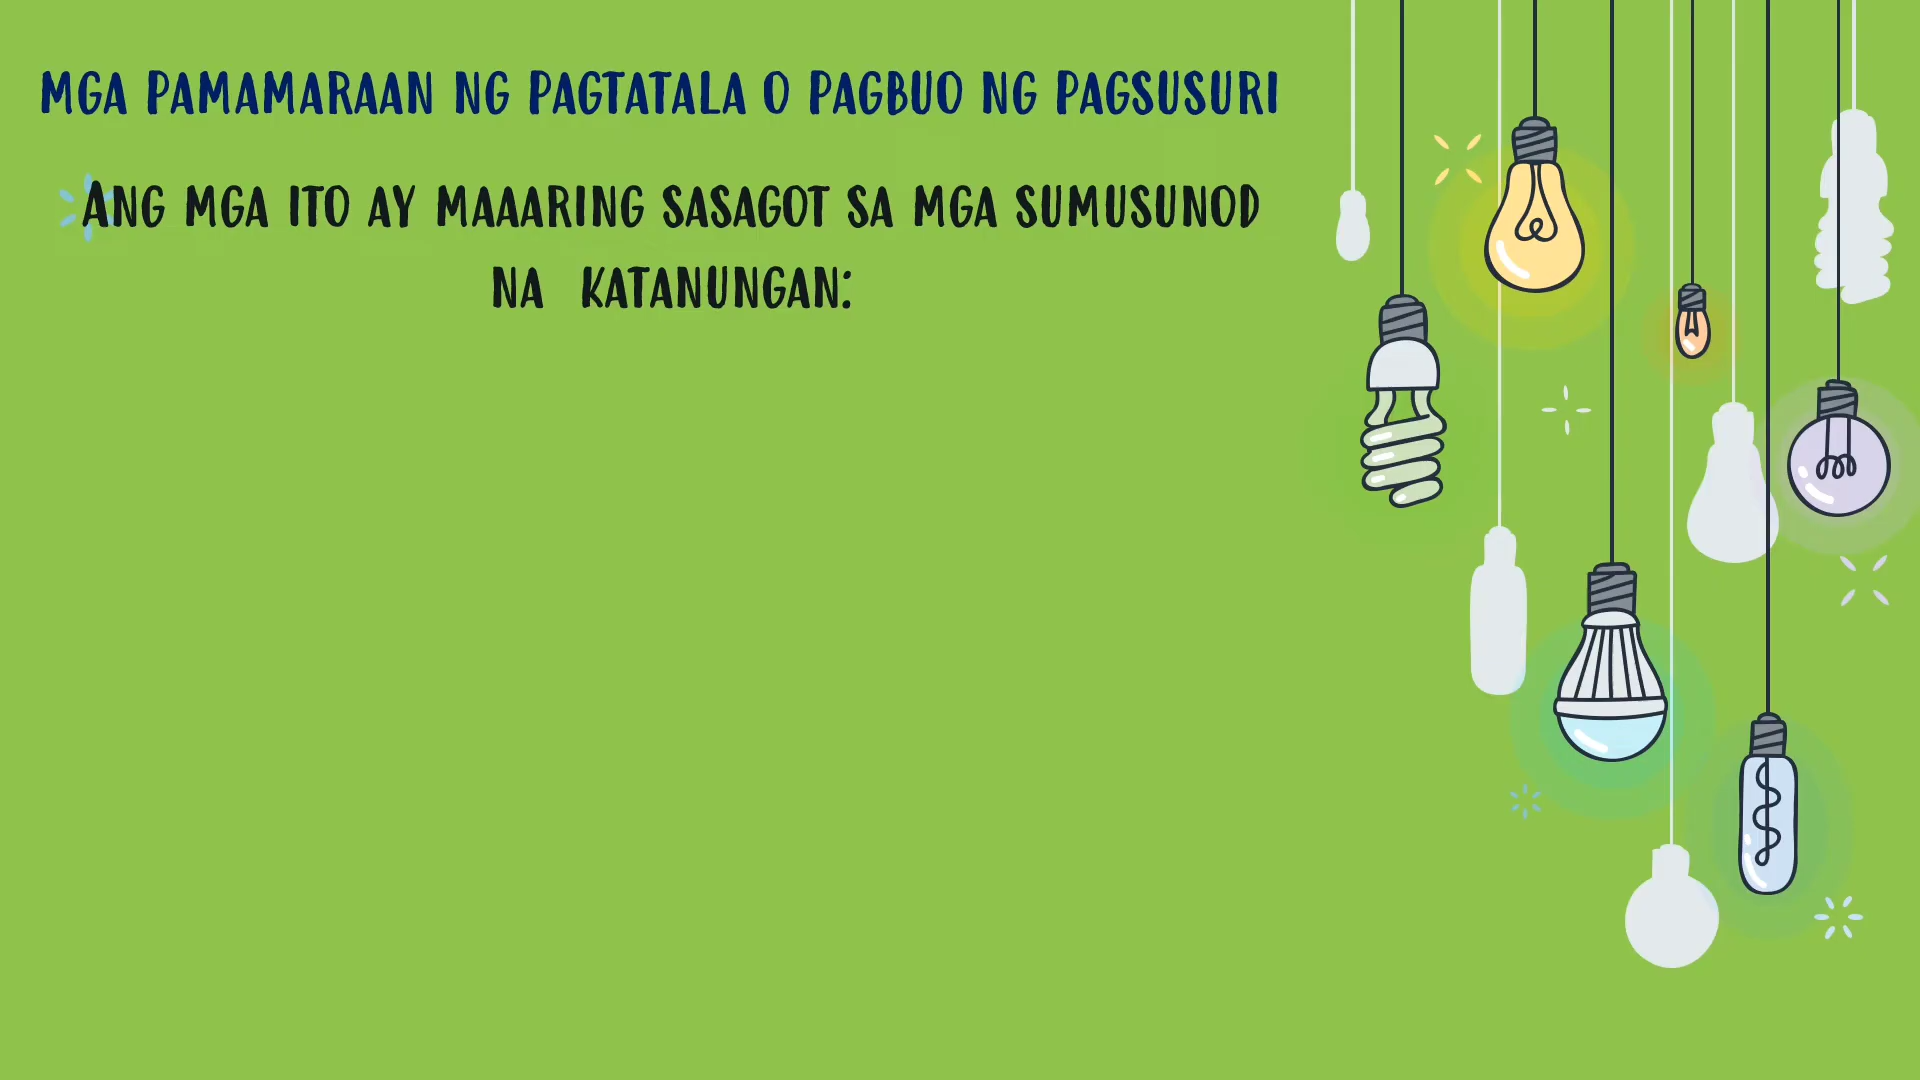 MGA PAMAMARAAN NG PAGTATALA O PAGBUO NG PAGSUSURI
ANG MGA ITO AY MAAARING SASAGOT SA MGA SUMUSUNOD
NA KATANUNGAN: